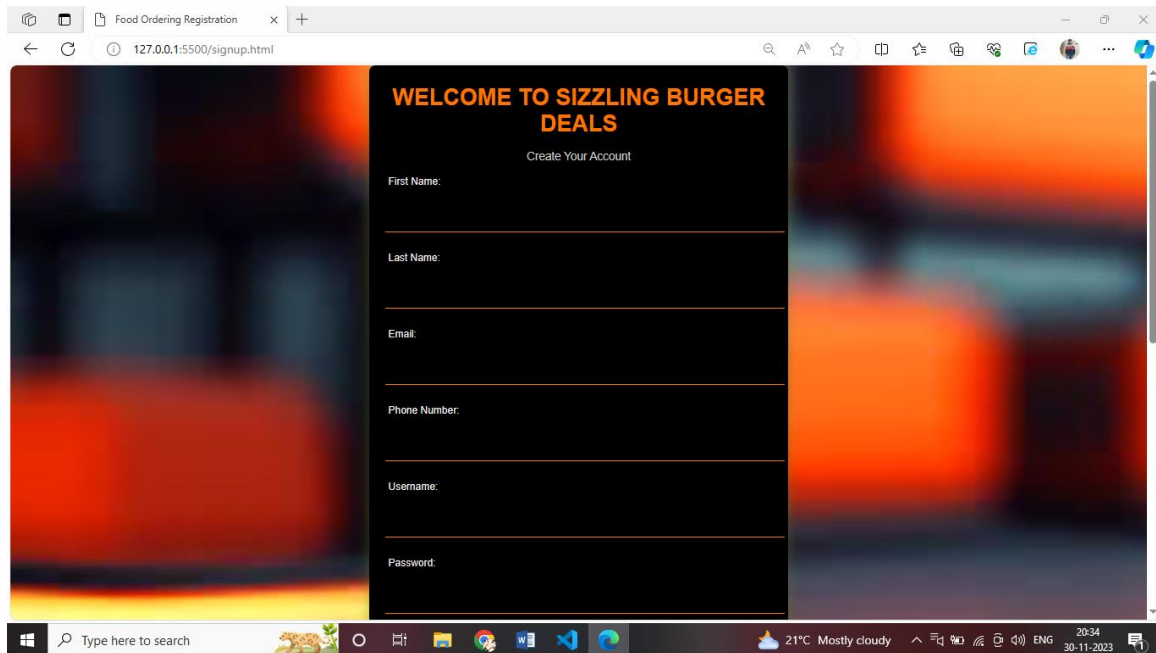 Food Ordering Registration
127.0.0.1:5500/signup.html
WELCOME TO SIZZLING BURGER
DEALS
Create Your Account
First Name:
Last Name:
Email:
Phone Number:
Username:
Password:
Type here to search
21°C Mostly cloudy
ENG
20:34
30-11-2023
1